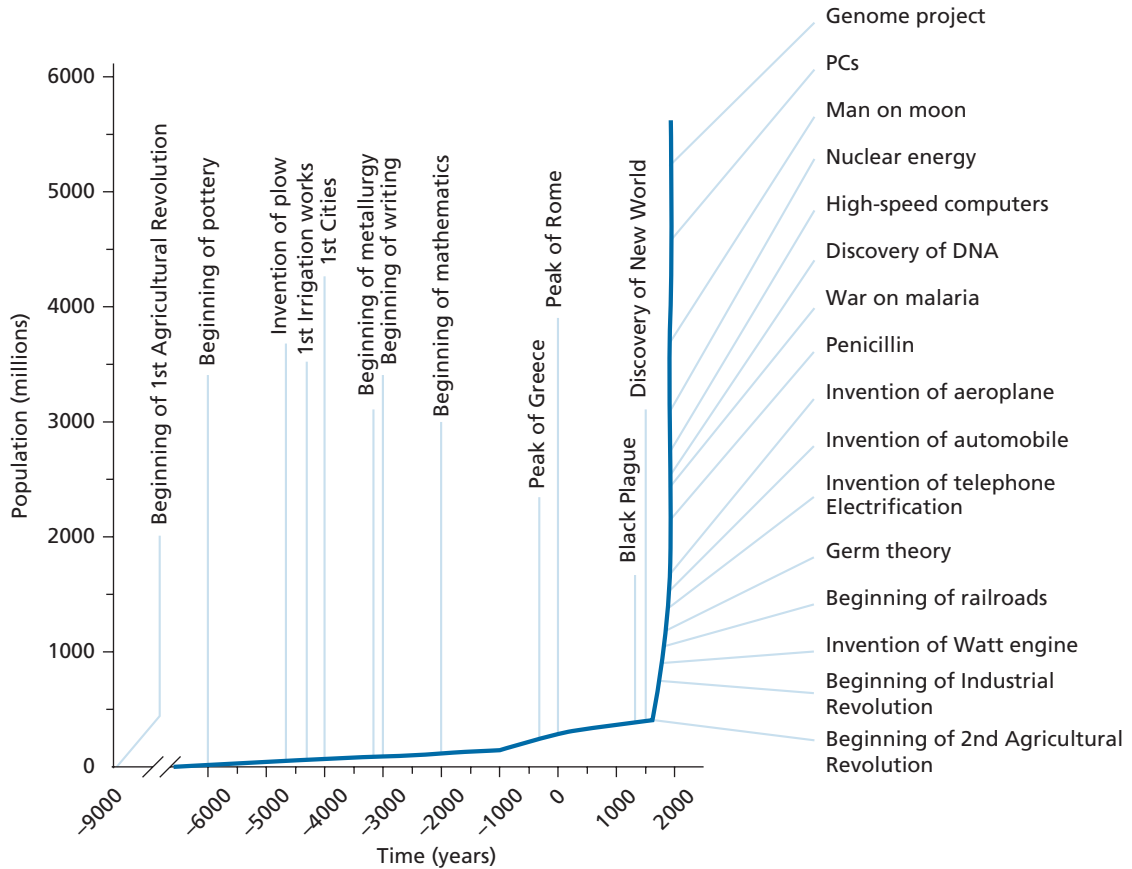 Genome project
PCs
Man on moon
Nuclear energy
High-speed computers
Discovery of DNA
War on malaria
Penicillin
Invention of aeroplane
Invention of automobile
Invention of telephone
Electrification
Germ theory
Beginning of railroads
Invention of Watt engine
Beginning of Industrial
Revolution
Beginning of 2nd Agricultural
Revolution
Population (millions)
6000
5000
4000
3000
2000
1000
0
Beginning of 1st Agricultural Revolution
Beginning of pottery
Invention of plow
1st Irrigation works
1st Cities
Beginning of metallurgy
Beginning of writing
Beginning of mathematics
Peak of Greece
Peak of Rome
Black Plague
Discovery of New World
–9000
–6000
–5000
–4000
–3000
–2000
–1000
0
1000
2000
Time (years)